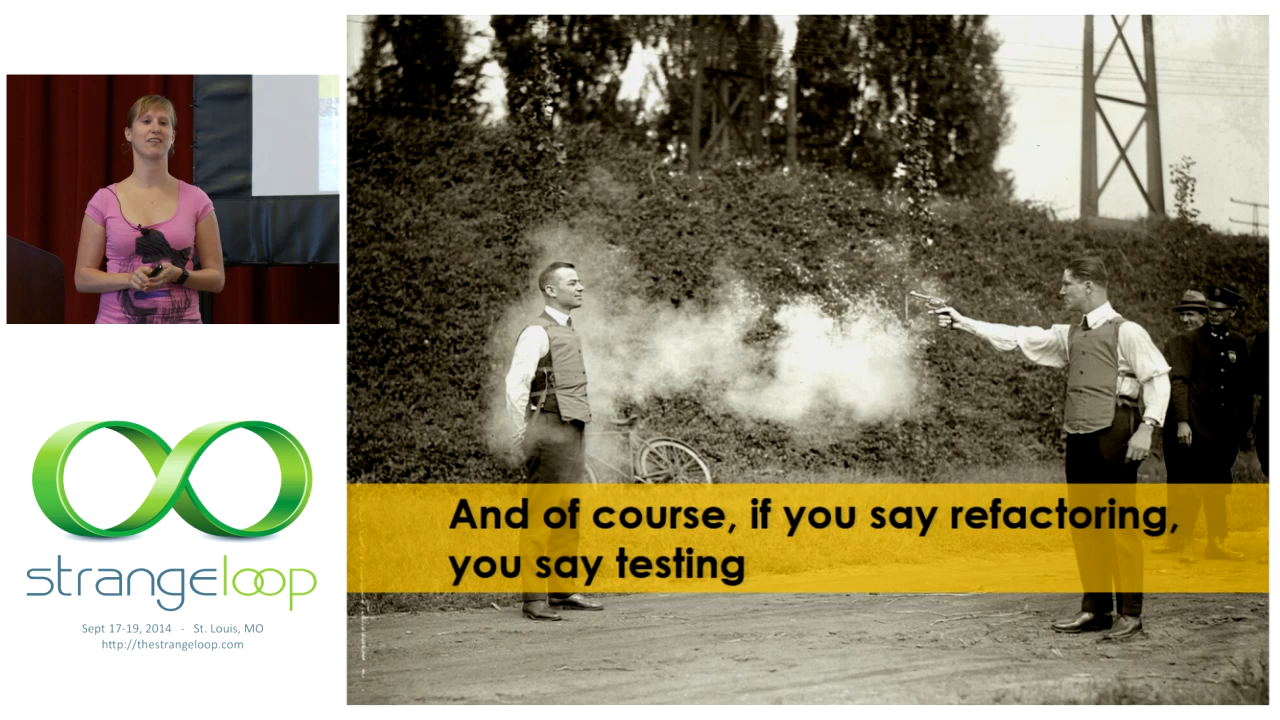 strangeloop
Sept 17-19, 2014 - St. Louis, MO
http://thestrangeloop.com
And of course, if you say refactoring,
you say testing